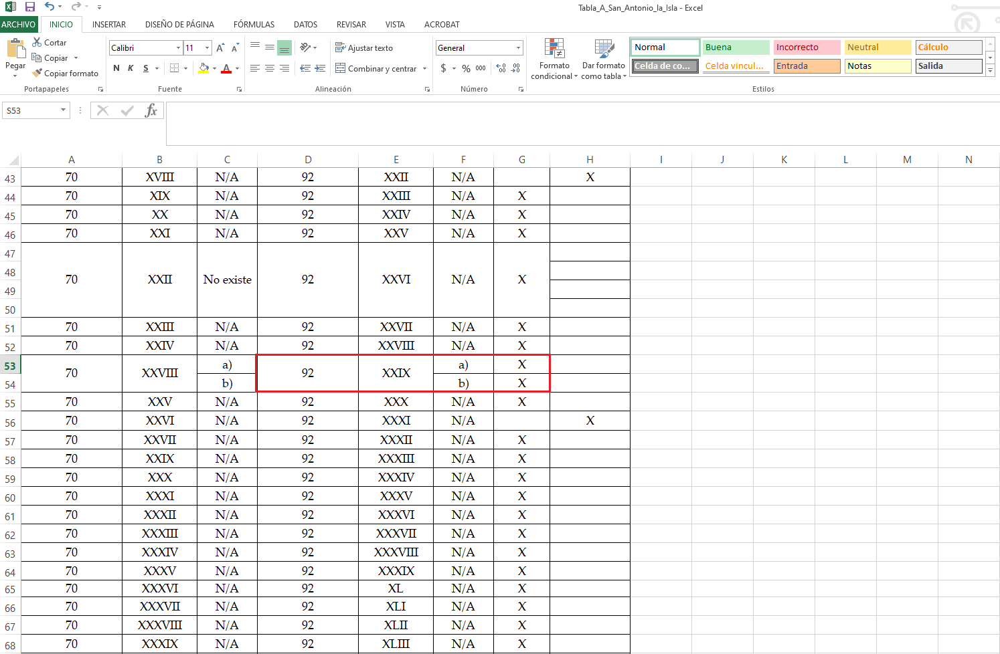 Tabla_A_San_Antonio_la_Isla - Excel
ARCHIVO INICIO INSERTAR DISEÑO DE PÁGINA FÓRMULAS DATOS REVISAR VISTA ACROBAT
Pegar
Cortar
Copiar
Copiar formato
Portapapeles
Calibri 11
N K S
Fuente
Ajustar texto
Combinar y centrar
Alineación
General
$ % 000
Número
Formato condicional
Dar formato como tabla
Normal Buena Incorrecto Neutral Cálculo
Celda de co... Celda vincul... Entrada Notas Salida
Estilos
S53 fx
A B C D E F G H I J K L M N
43 70 XVIII N/A 92 XXII N/A X
44 70 XIX N/A 92 XXIII N/A X
45 70 XX N/A 92 XXIV N/A X
46 70 XXI N/A 92 XXV N/A X
47
48 70 XXII No existe 92 XXVI N/A X
49
50
51 70 XXIII N/A 92 XXVII N/A X
52 70 XXIV N/A 92 XXVIII N/A X
53 70 XXVIII a) 92 XXIX a) X
54 b) b) X
55 70 XXV N/A 92 XXX N/A X
56 70 XXVI N/A 92 XXXI N/A X
57 70 XXVII N/A 92 XXXII N/A X
58 70 XXIX N/A 92 XXXIII N/A X
59 70 XXX N/A 92 XXXIV N/A X
60 70 XXXI N/A 92 XXXV N/A X
61 70 XXXII N/A 92 XXXVI N/A X
62 70 XXXIII N/A 92 XXXVII N/A X
63 70 XXXIV N/A 92 XXXVIII N/A X
64 70 XXXV N/A 92 XXXIX N/A X
65 70 XXXVI N/A 92 XL N/A X
66 70 XXXVII N/A 92 XLI N/A X
67 70 XXXVIII N/A 92 XLII N/A X
68 70 XXXIX N/A 92 XLIII N/A X